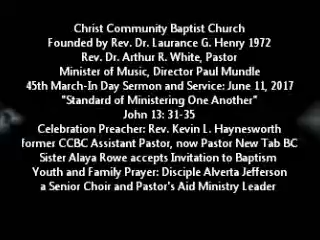 Christ Community Baptist Church
Founded by Rev. Dr. Laurance G. Henry 1972
Rev. Dr. Arthur R. White, Pastor
Minister of Music, Director Paul Mundle
45th March-In Day Sermon and Service: June 11, 2017
"Standard of Ministering One Another"
John 13: 31-35
Celebration Preacher: Rev. Kevin L. Haynesworth
former CCBC Assistant Pastor, now Pastor New Tab BC
Sister Alaya Rowe accepts Invitation to Baptism
Youth and Family Prayer: Disciple Alverta Jefferson
a Senior Choir and Pastor's Aid Ministry Leader